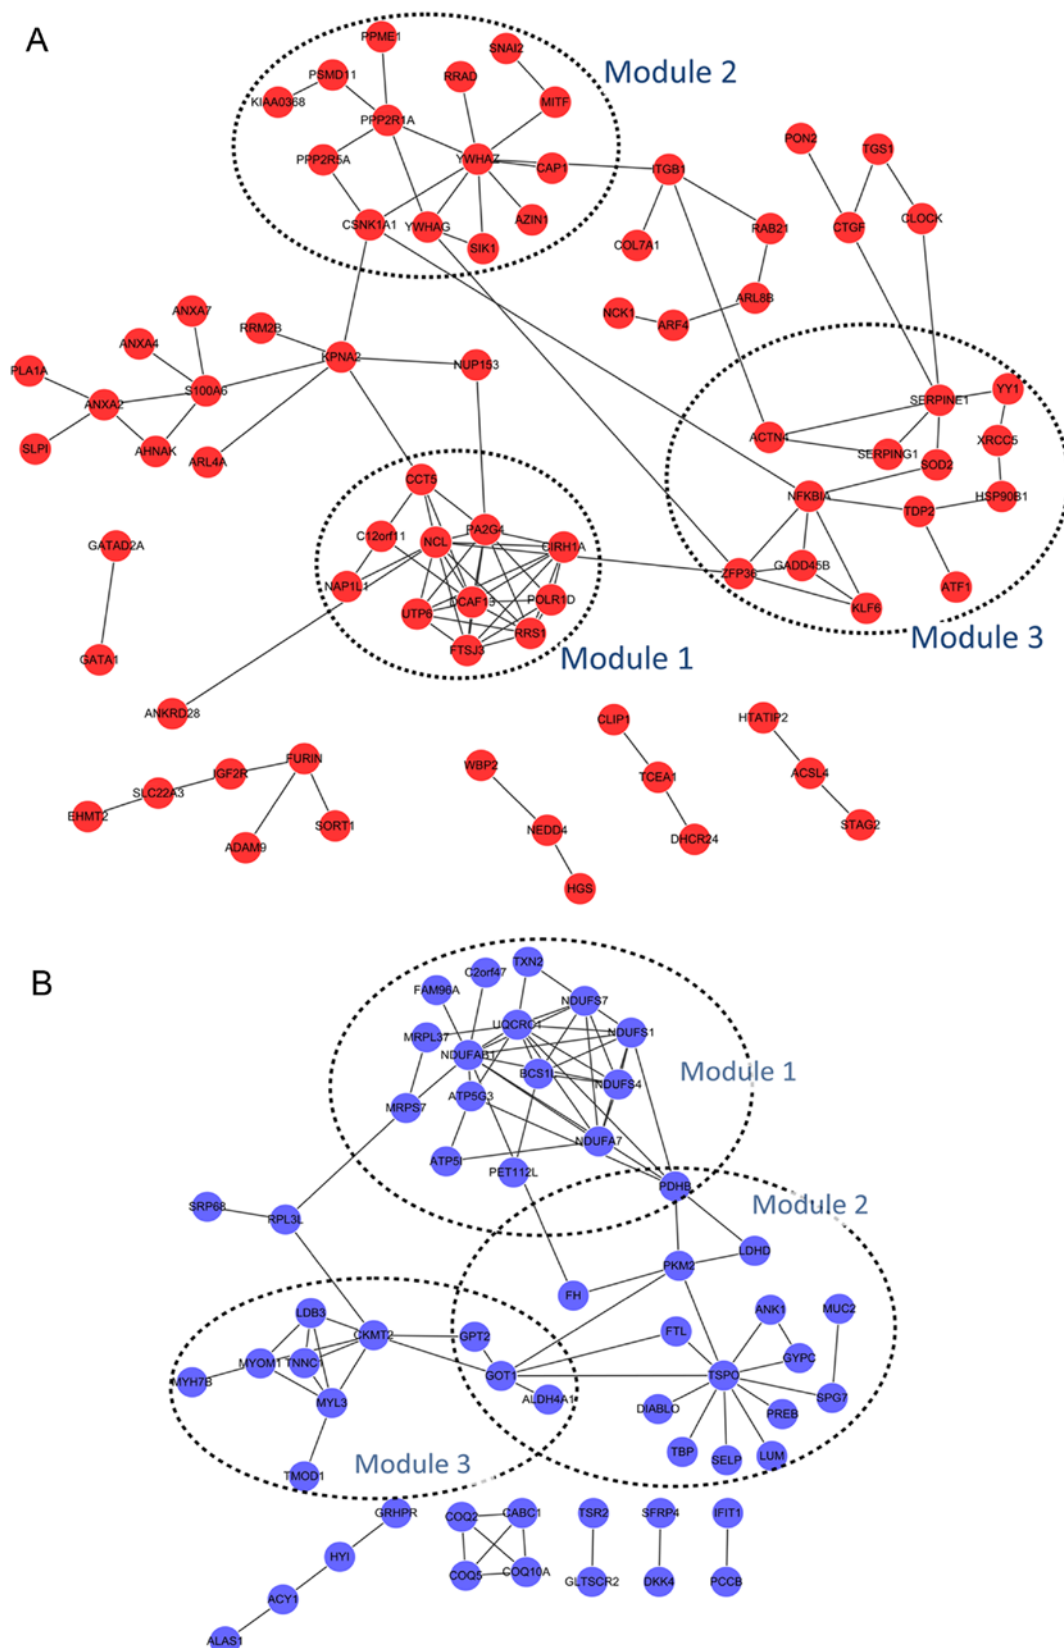 A
PPME1
SNAI2
Module 2
PSMD11
RRAD
KIAA0368
MITF
PPP2R1A
PON2
TGS1
PPP2R5A
YWHAZ
CAP1
ITGB1
CSNK1A1
YWHAG
AZIN1
CTGF
CLOCK
SIK1
COL7A1
RAB21
ANXA7
ARL8B
NCK1
ARF4
RRM2B
ANXA4
KPNA2
NUP153
PLA1A
S100A6
ANXA2
SERPINE1
YY1
SLPI
AHNAK
ARL4A
ACTN4
SERPING1
XRCC5
SOD2
CCT5
NFKBIA
HSP90B1
TDP2
C12orf11
NCL
PA2G4
CIRH1A
GATAD2A
NAP1L1
ZFP36
GADD45B
ATF1
UTP6
DCAF13
POLR1D
KLF6
RRS1
FTSJ3
Module 3
Module 1
GATA1
ANKRD28
CLIP1
HTATIP2
FURIN
WBP2
IGF2R
TCEA1
ACSL4
SLC22A3
EHMT2
SORT1
NEDD4
STAG2
ADAM9
DHCR24
HGS
B
TXN2
C2orf47
FAM96A
NDUFS7
UQCRC1
MRPL37
NDUFS1
NDUFAB1
BCS1L
Module 1
NDUFS4
ATP5G3
MRPS7
NDUFA7
ATP5I
PET112L
PDHB
Module 2
SRP68
RPL3L
LDHD
PKM2
FH
LDB3
ANK1
MUC2
CKMT2
GPT2
FTL
MYOM1
TNNC1
GYPC
MYH7B
GOT1
TSPO
MYL3
ALDH4A1
SPG7
DIABLO
PREB
TBP
SELP
LUM
Module 3
TMOD1
GRHPR
COQ2
CABC1
TSR2
SFRP4
IFIT1
HYI
COQ5
COQ10A
GLTSCR2
DKK4
PCCB
ACY1
ALAS1